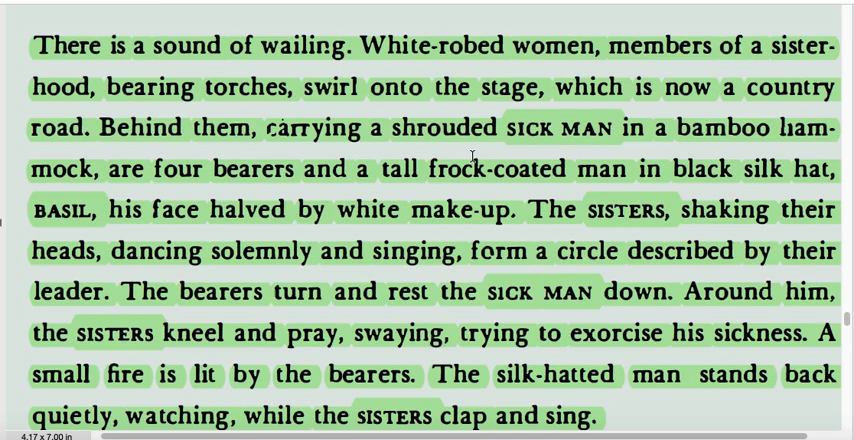 There is a sound of wailing. White-robed women, members of a sister-
hood, bearing torches, swirl onto the stage, which is now a country
road. Behind them, carrying a shrouded SICK MAN in a bamboo ham-
mock, are four bearers and a tall frock-coated man in black silk hat,
BASIL, his face halved by white make-up. The SISTERS, shaking their
heads, dancing solemnly and singing, form a circle described by their
leader. The bearers turn and rest the SICK MAN down. Around him,
the SISTERS kneel and pray, swaying, trying to exorcise his sickness. A
small fire is lit by the bearers. The silk-hatted man stands back
quietly, watching, while the SISTERS clap and sing.
4.17 x 7.00 in